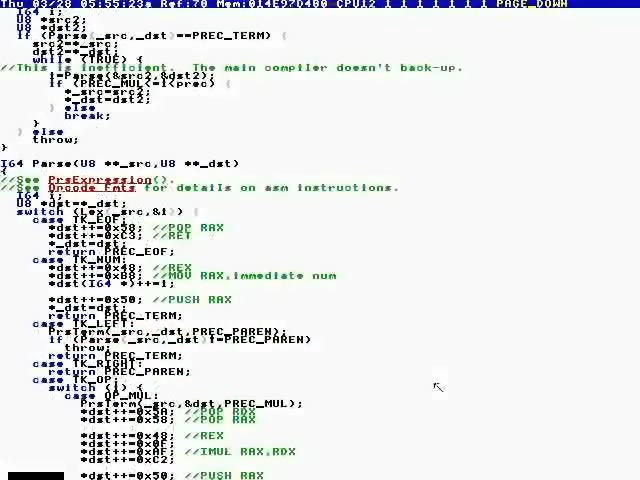 Thu 03/28 05:55:23a Ref:70 Mem:014E97D400 CPU12 1 1 1 1 1 1 PAGE_DOWN
I64 i;
U8 *src2;
U8 *dst2;
if (Parse(_src,_dst)==PREC_TERM) {
src2=*_src;
dst2=*_dst;
while (TRUE) {
//This is inefficient. The main compiler doesn't back-up.
i=Parse(&src2,&dst2);
if (PREC_MUL<=i<prec) {
*_src=src2;
*_dst=dst2;
} else
break;
}
} else
throw;
}
I64 Parse(U8 **_src,U8 **_dst)
{
//See PrsExpression().
//See Opcode Fmts for details on asm instructions.
I64 i;
U8 *dst=*_dst;
switch (Lex(_src,&i)) {
case TK_EOF:
*dst++=0x58; //POP RAX
*dst++=0xC3; //RET
*_dst=dst;
return PREC_EOF;
case TK_NUM:
*dst++=0x48; //REX
*dst++=0xB8; //MOV RAX,immediate num
*dst(I64 *)++=i;
*dst++=0x50; //PUSH RAX
*_dst=dst;
return PREC_TERM;
case TK_LEFT:
PrsTerm(_src,_dst,PREC_PAREN);
if (Parse(_src,_dst)!=PREC_PAREN)
throw;
return PREC_TERM;
case TK_RIGHT:
return PREC_PAREN;
case TK_OP:
switch (i) {
case OP_MUL:
PrsTerm(_src,&dst,PREC_MUL);
*dst++=0x5A; //POP RDX
*dst++=0x58; //POP RAX
*dst++=0x48; //REX
*dst++=0x0F;
*dst++=0xAF; //IMUL RAX,RDX
*dst++=0xC2;
*dst++=0x50; //PUSH RAX